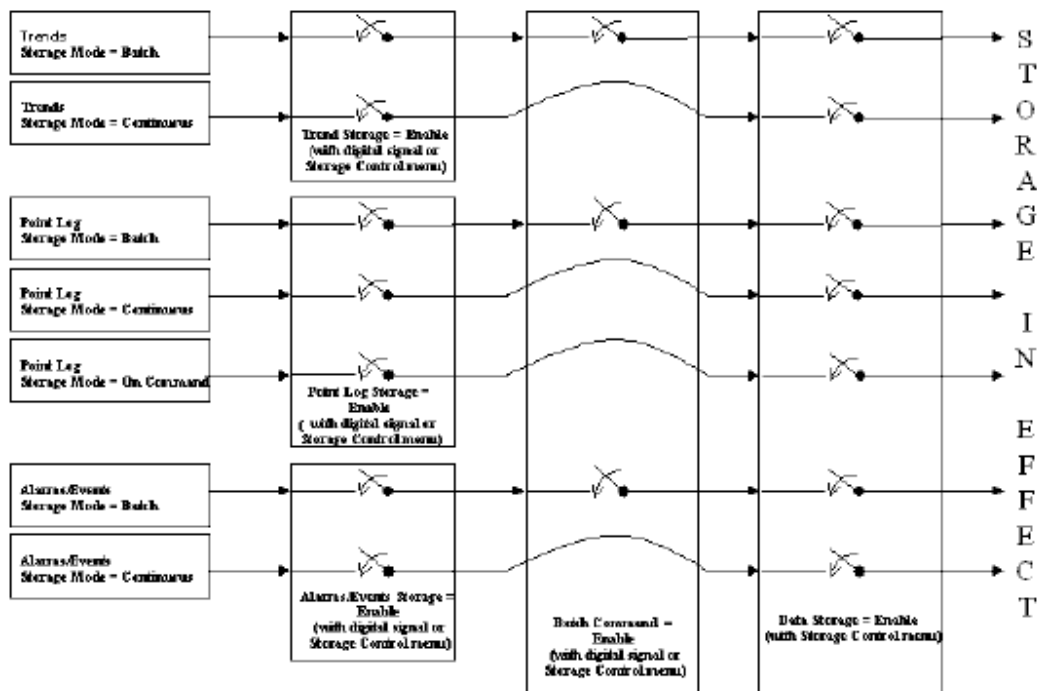 Trends
Storage Mode = Batch
Trends
Storage Mode = Continuous
Trend Storage = Enable
(with digital signal or
Storage Control menu)
Point Log
Storage Mode = Batch
Point Log
Storage Mode = Continuous
Point Log
Storage Mode = On Command
Point Log Storage =
Enable
( with digital signal or
Storage Control menu)
Alarms/Events
Storage Mode = Batch
Alarms/Events
Storage Mode = Continuous
Alarms/Events Storage =
Enable
(with digital signal or
Storage Control menu)
Batch Command =
Enable
(with digital signal or
Storage Control menu)
Data Storage = Enable
(with Storage Control menu)
STORAGE IN EFFECT